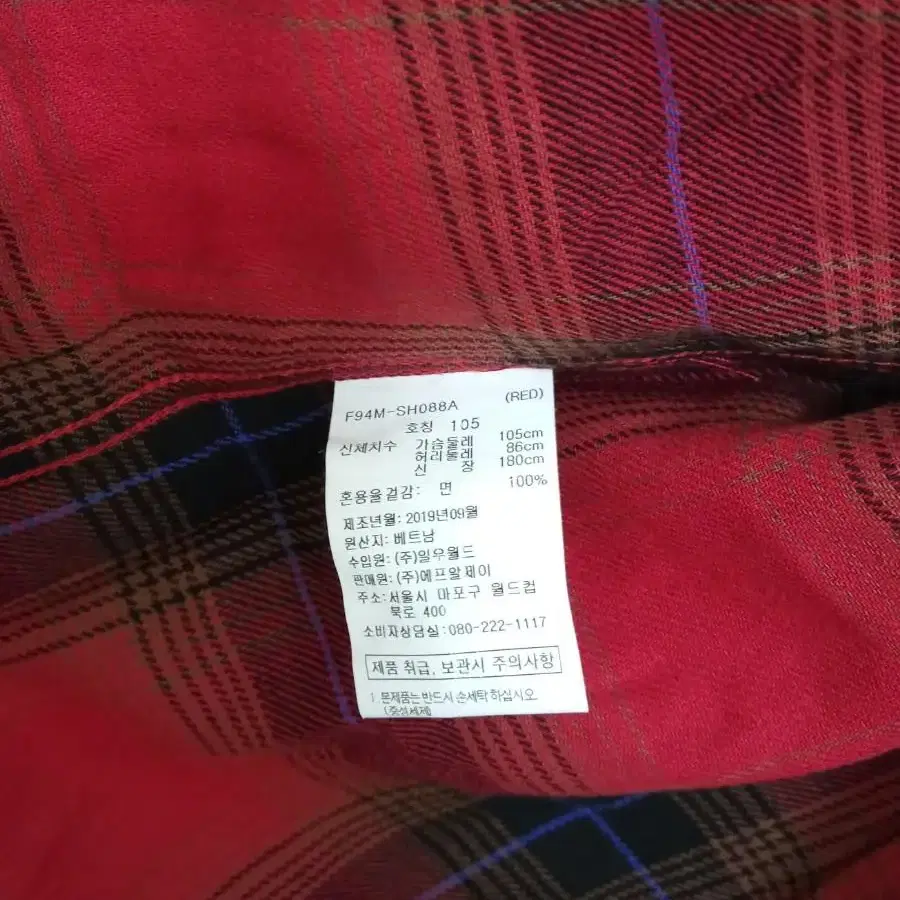 F94M-SH088A (RED)
호칭 105
신체치수 가슴둘레 105cm
허리둘레 86cm
신 장 180cm
혼용율겉감: 면 100%
제조년월: 2019년09월
원산지: 베트남
수입원: (주)일우월드
판매원: (주)에프알제이
주소: 서울시 마포구 월드컵
북로 400
소비자상담실: 080-222-1117
제품 취급, 보관시 주의사항
1. 본제품는 반드시 손세탁 하십시오.
(중성세제)